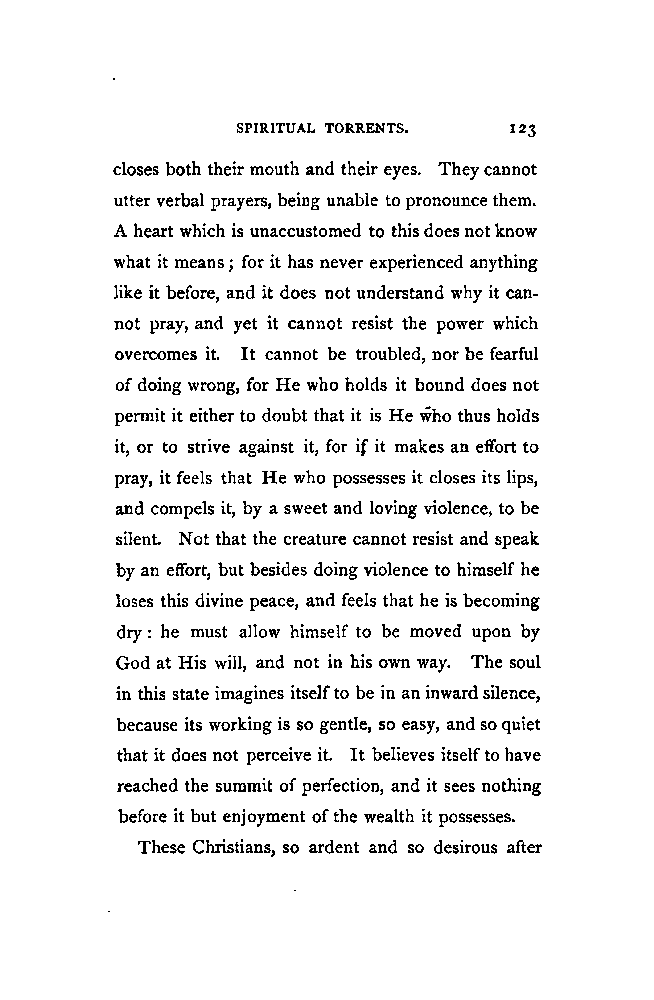 SPIRITUAL TORRENTS. 123
closes both their mouth and their eyes. They cannot
utter verbal prayers, being unable to pronounce them.
A heart which is unaccustomed to this does not know
what it means; for it has never experienced anything
like it before, and it does not understand why it can-
not pray, and yet it cannot resist the power which
overcomes it. It cannot be troubled, nor be fearful
of doing wrong, for He who holds it bound does not
permit it either to doubt that it is He who thus holds
it, or to strive against it, for if it makes an effort to
pray, it feels that He who possesses it closes its lips,
and compels it, by a sweet and loving violence, to be
silent. Not that the creature cannot resist and speak
by an effort, but besides doing violence to himself he
loses this divine peace, and feels that he is becoming
dry: he must allow himself to be moved upon by
God at His will, and not in his own way. The soul
in this state imagines itself to be in an inward silence,
because its working is so gentle, so easy, and so quiet
that it does not perceive it. It believes itself to have
reached the summit of perfection, and it sees nothing
before it but enjoyment of the wealth it possesses.
These Christians, so ardent and so desirous after